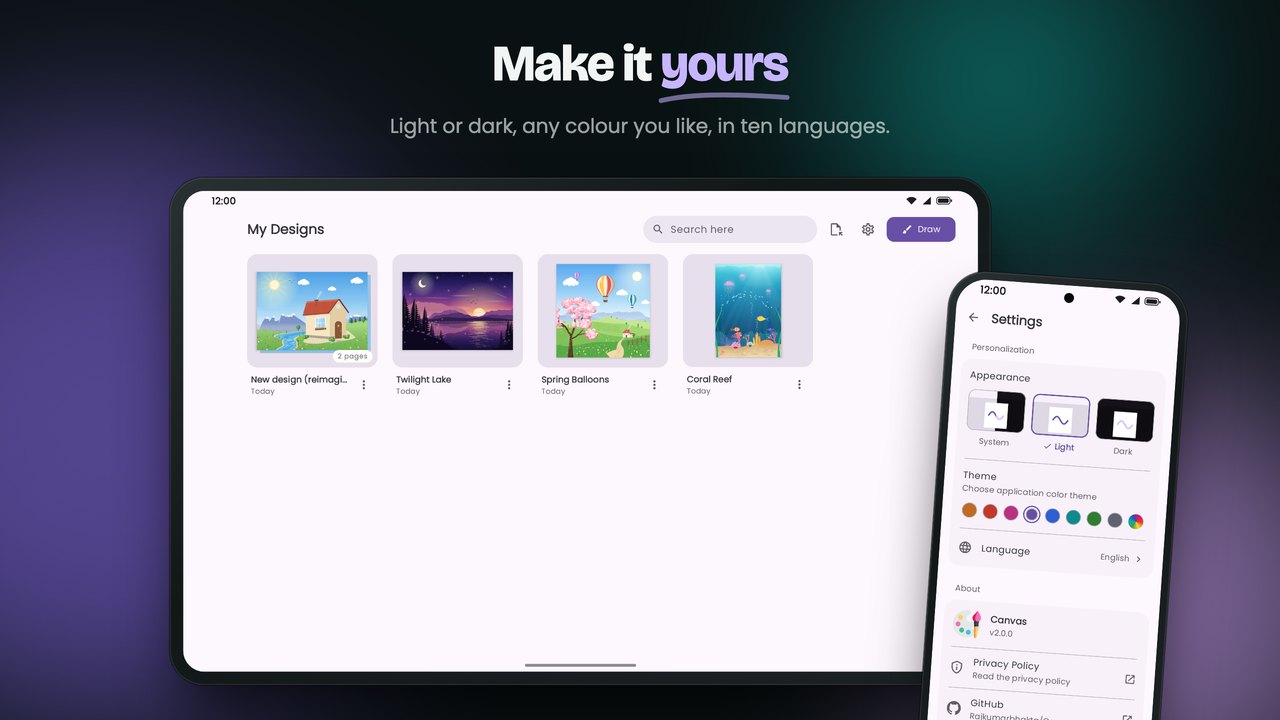 Make it yours
Light or dark, any colour you like, in ten languages.
12:00
My Designs
Search here
Draw
2 pages
New design (reimagi...
Today
Twilight Lake
Today
Spring Balloons
Today
Coral Reef
Today
12:00
Settings
Personalization
Appearance
System
Light
Dark
Theme
Choose application color theme
Language
English
About
Canvas
v2.0.0
Privacy Policy
Read the privacy policy
GitHub